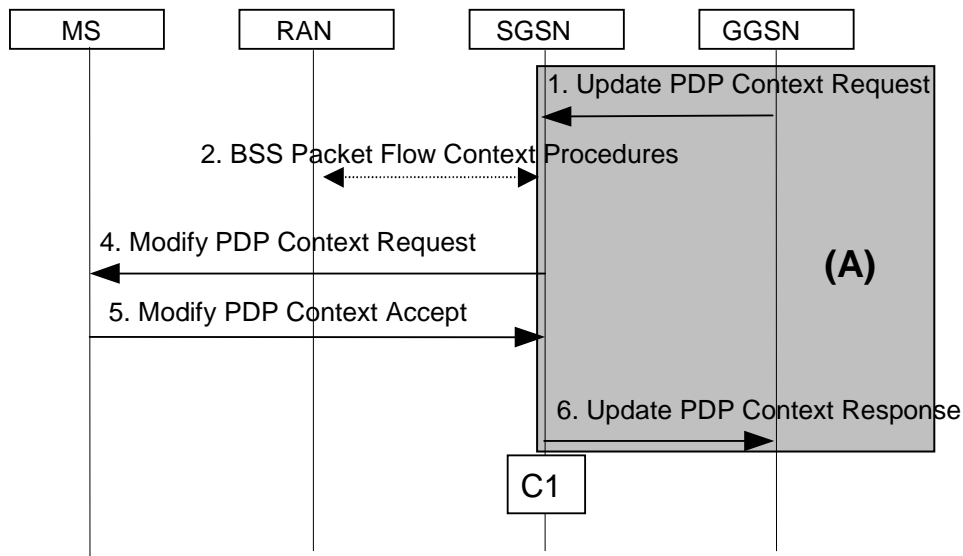 MS
RAN
SGSN
GGSN
1. Update PDP Context Request
2. BSS Packet Flow Context Procedures
4. Modify PDP Context Request
(A)
5. Modify PDP Context Accept
6. Update PDP Context Response
C1